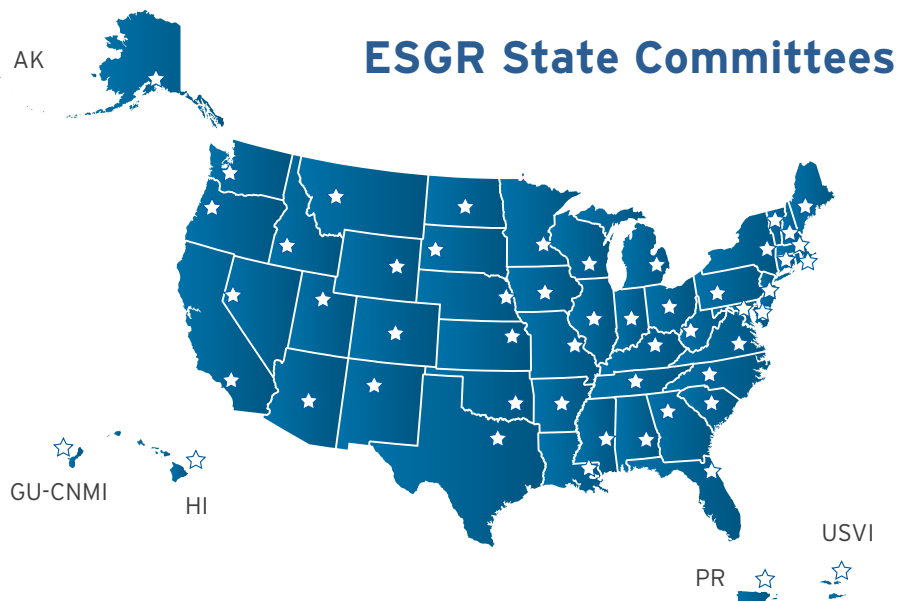 AK
ESGR State Committees
GU-CNMI
HI
USVI
PR